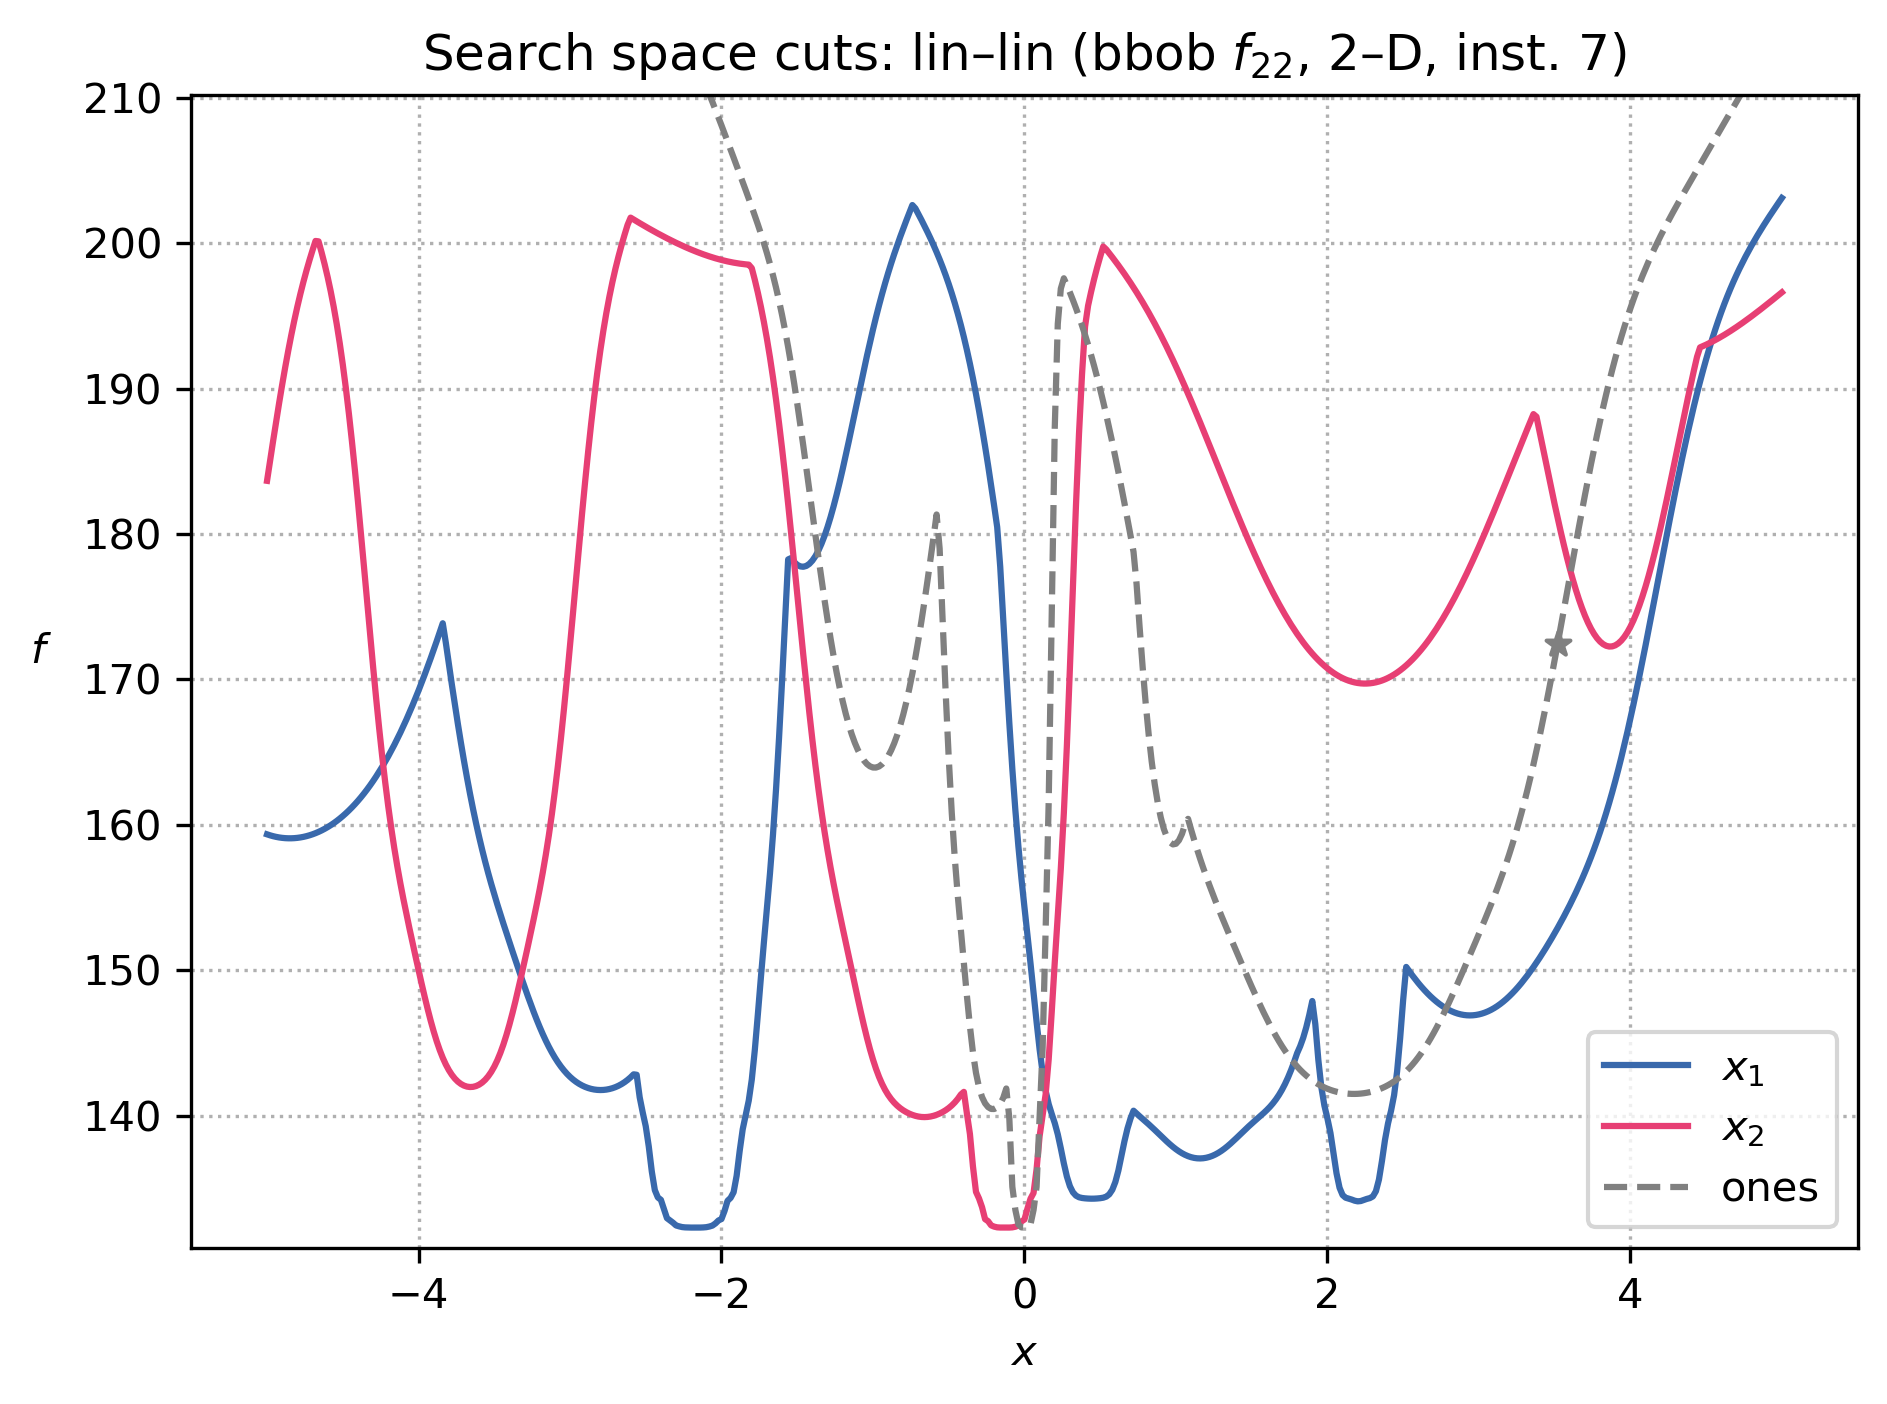 Search space cuts: lin–lin (bbob f22, 2–D, inst. 7)
210
200
190
180
170
160
150
140
f
−4
−2
0
2
4
x
x1
x2
ones